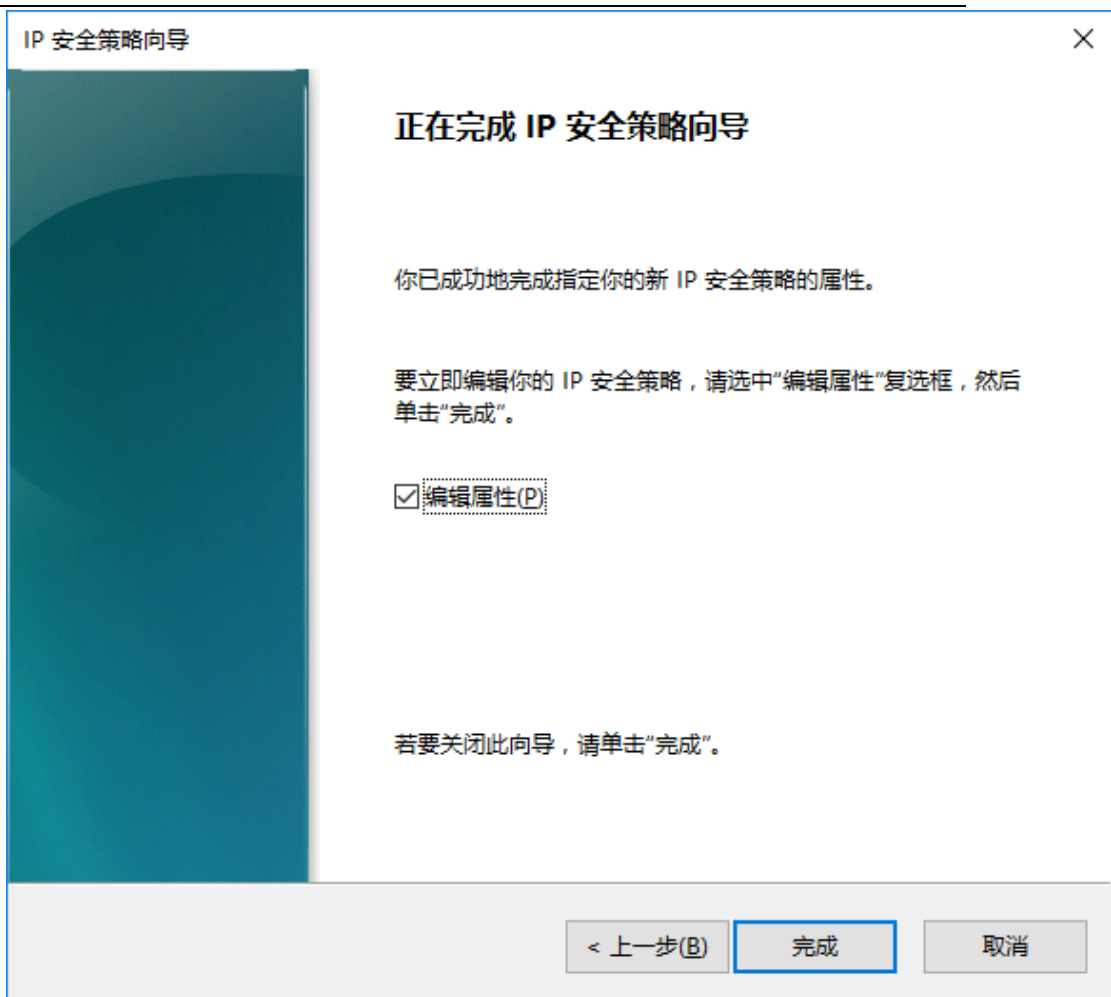 IP 安全策略向导
正在完成 IP 安全策略向导
你已成功地完成指定你的新 IP 安全策略的属性。
要立即编辑你的 IP 安全策略，请选中“编辑属性”复选框，然后
单击“完成”。
编辑属性(P)
若要关闭此向导，请单击“完成”。
< 上一步(B)
完成
取消